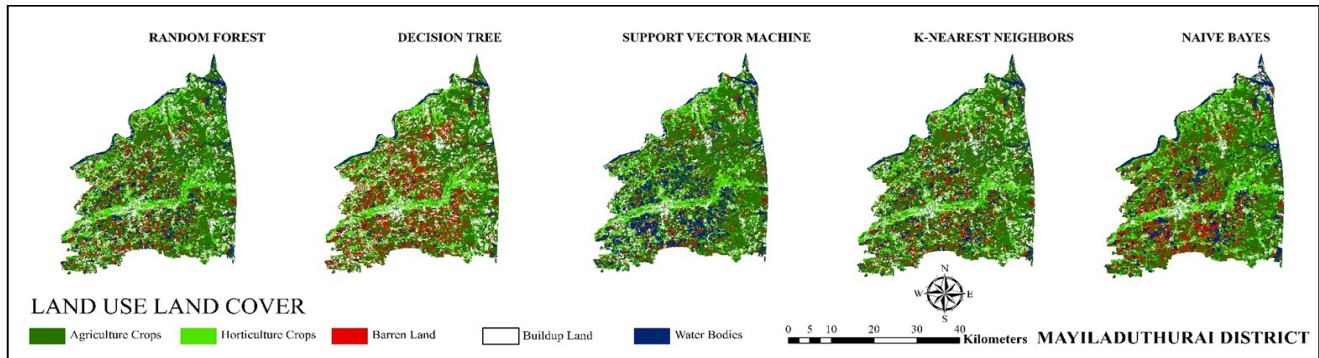 RANDOM FOREST
DECISION TREE
SUPPORT VECTOR MACHINE
K-NEAREST NEIGHBORS
NAIVE BAYES
N
W E
S
LAND USE LAND COVER
Agriculture Crops
Horticulture Crops
Barren Land
Buildup Land
Water Bodies
0 5 10 20 30 40 Kilometers
MAYILADUTHURAI DISTRICT